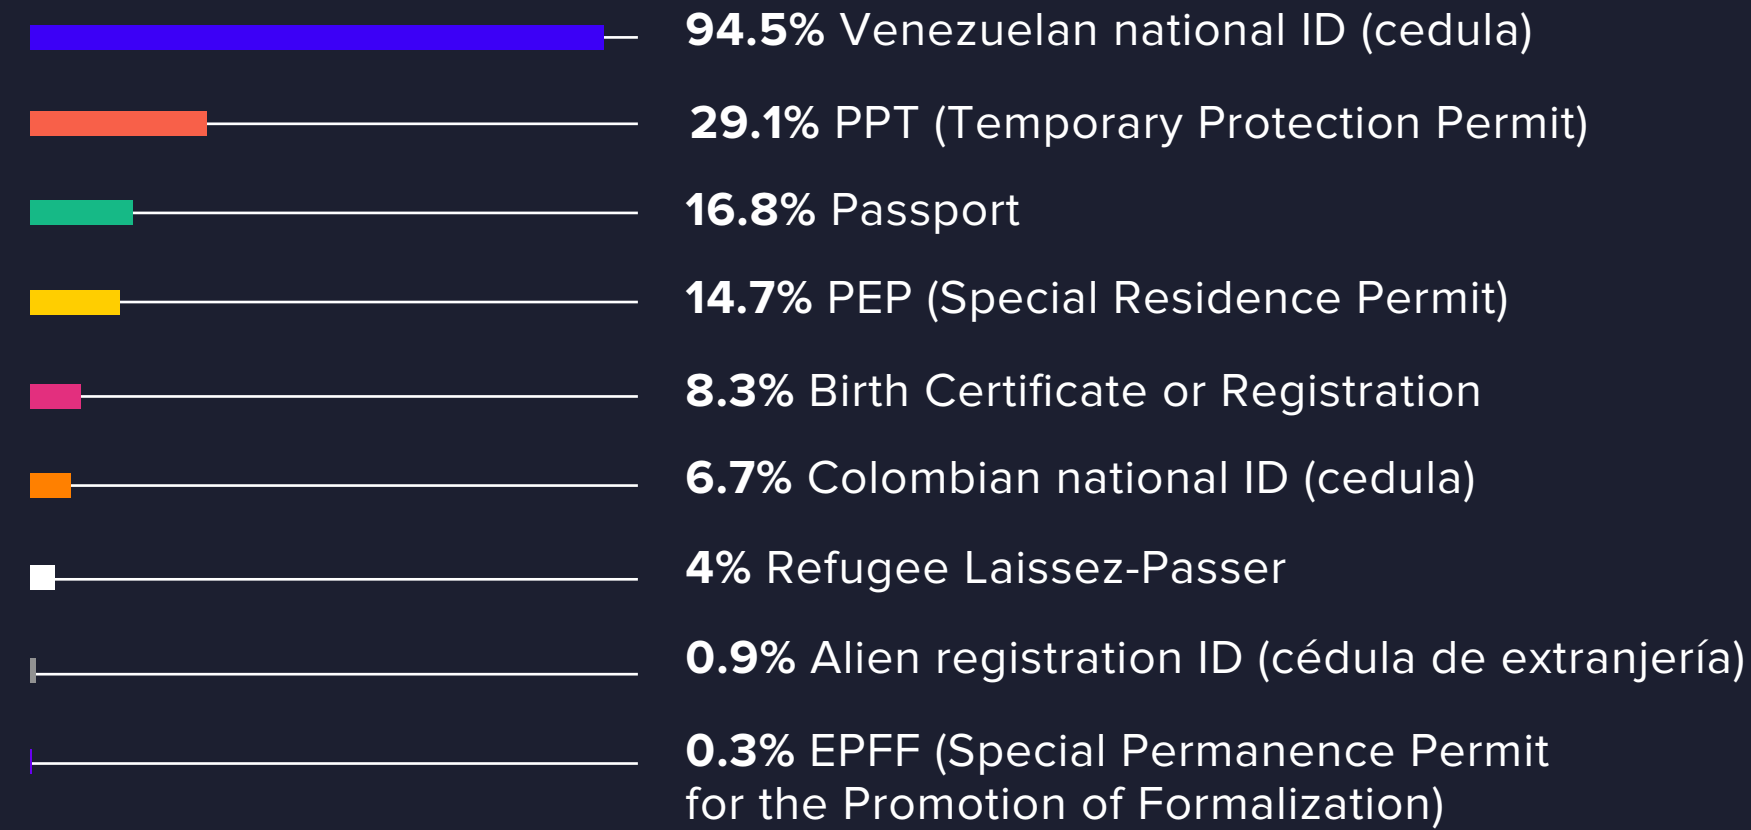 94.5% Venezuelan national ID (cedula)
29.1% PPT (Temporary Protection Permit)
16.8% Passport
14.7% PEP (Special Residence Permit)
8.3% Birth Certificate or Registration
6.7% Colombian national ID (cedula)
4% Refugee Laissez-Passer
0.9% Alien registration ID (cédula de extranjería)
0.3% EPFF (Special Permanence Permit
for the Promotion of Formalization)